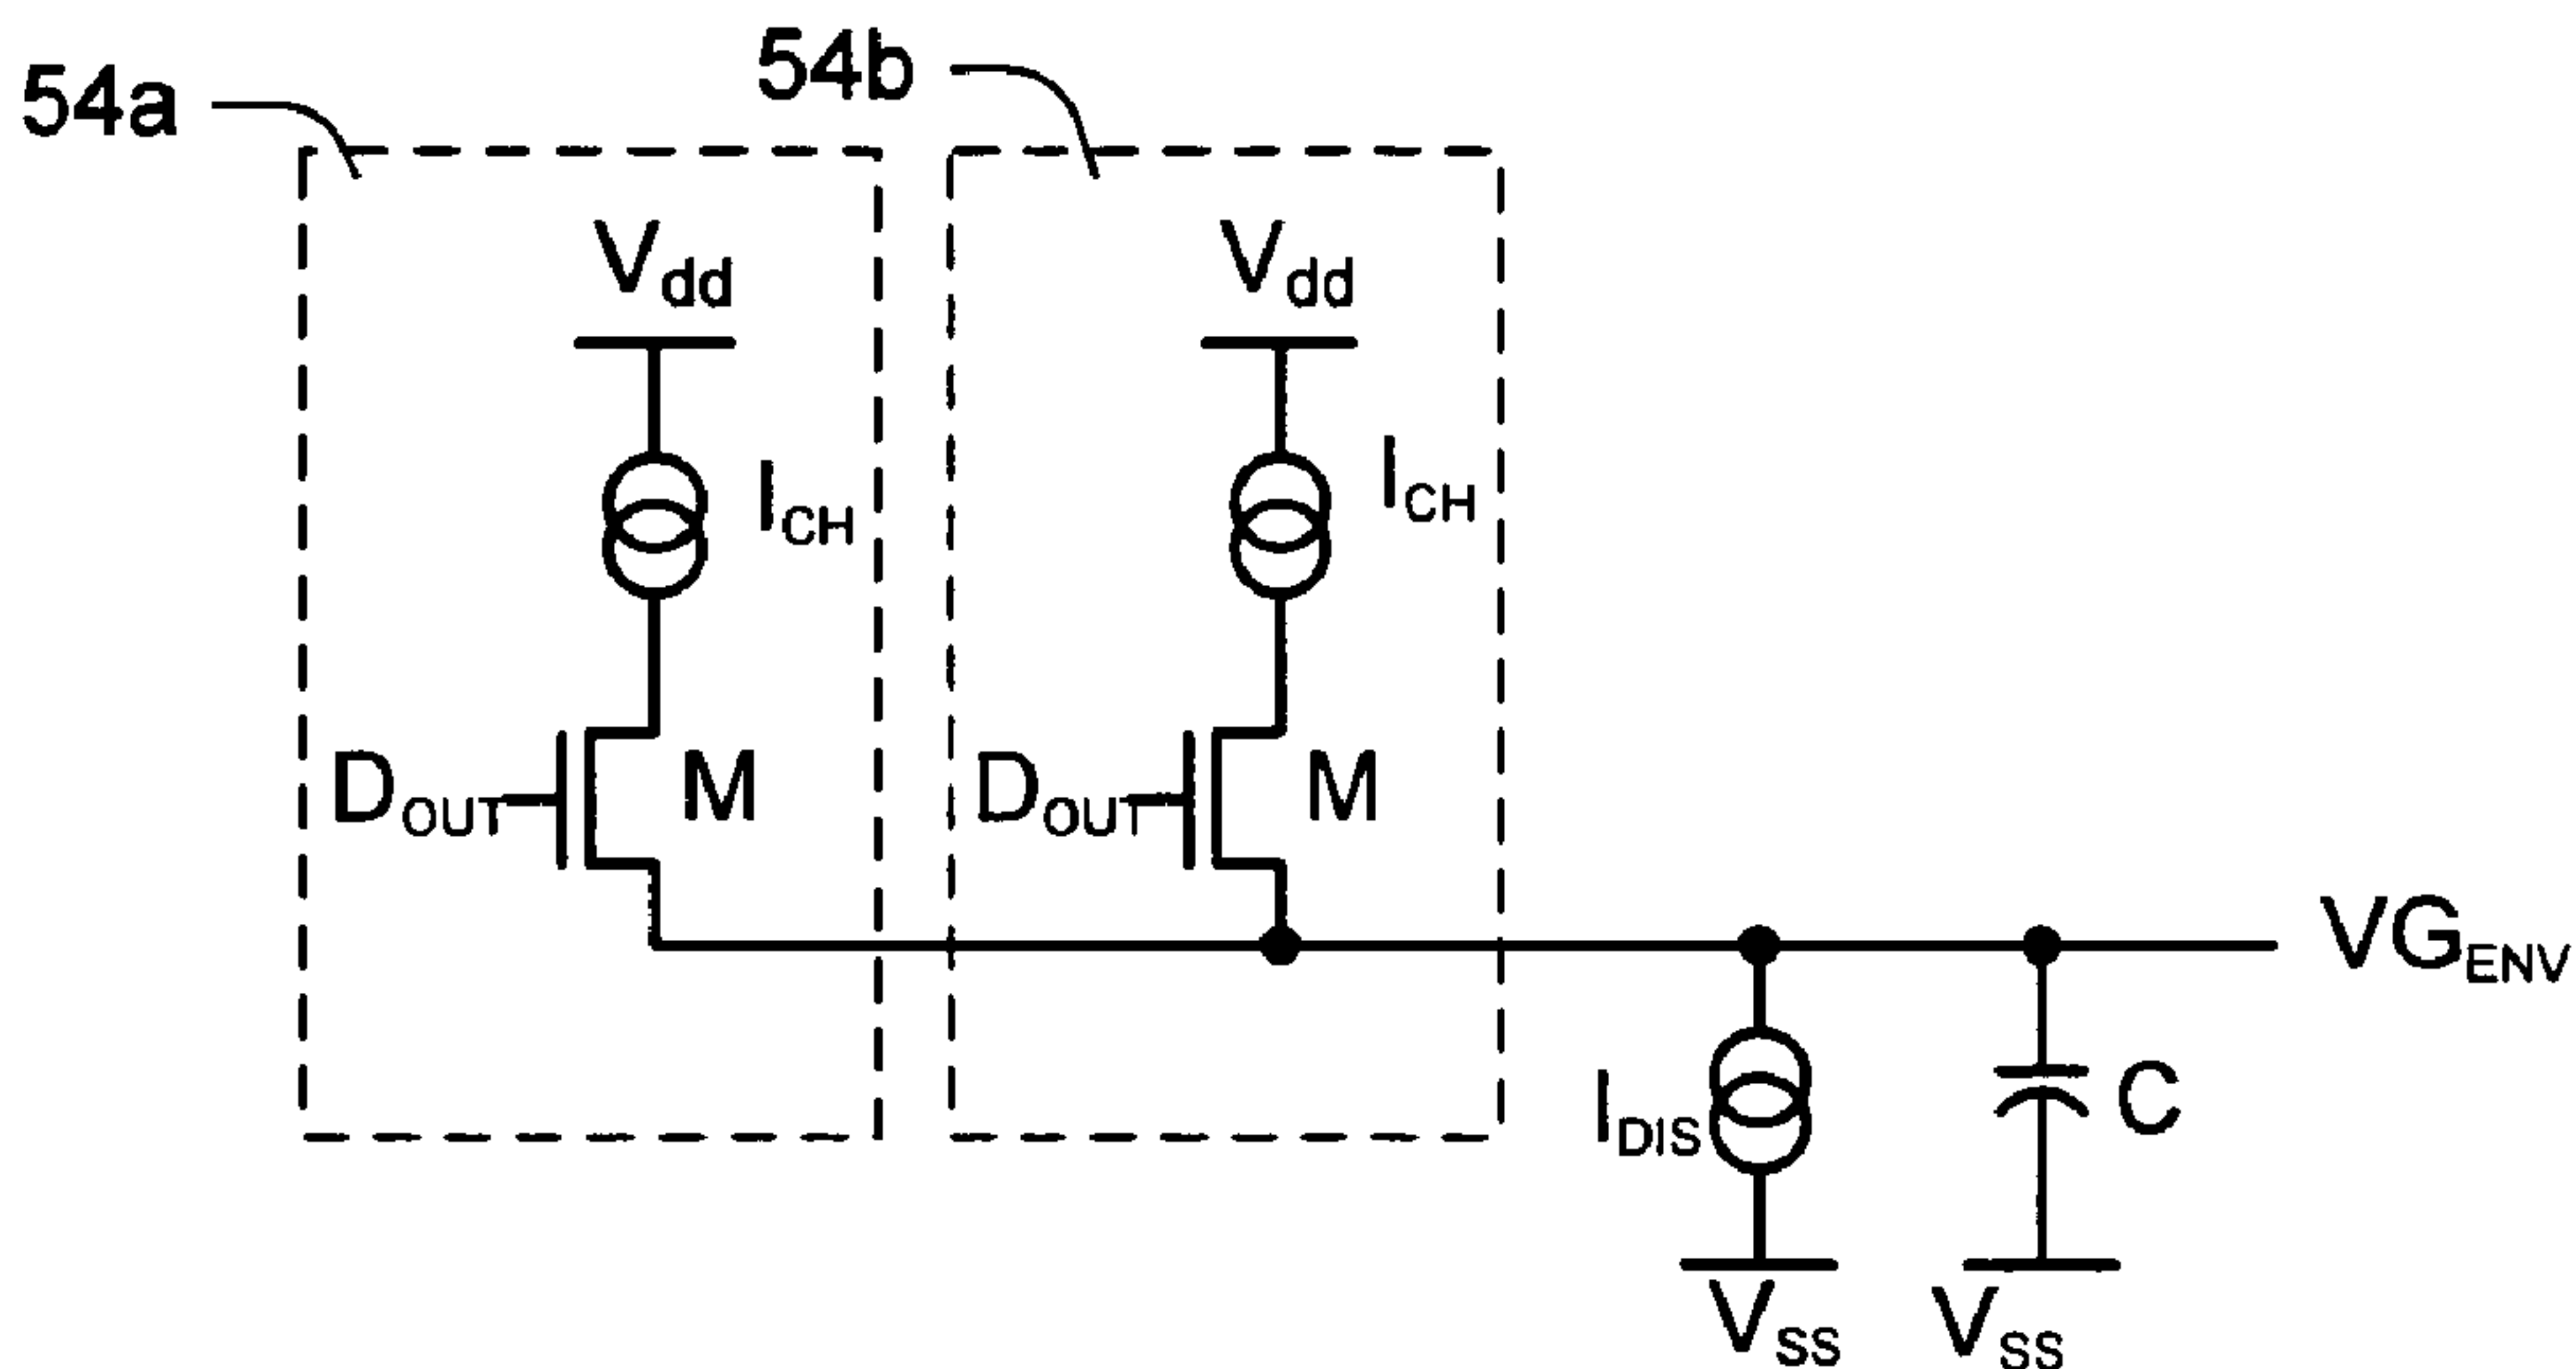 54a
54b
Vdd
Vdd
ICH
ICH
DOUT
M
DOUT
M
VGENV
IDIS
C
VSS
VSS